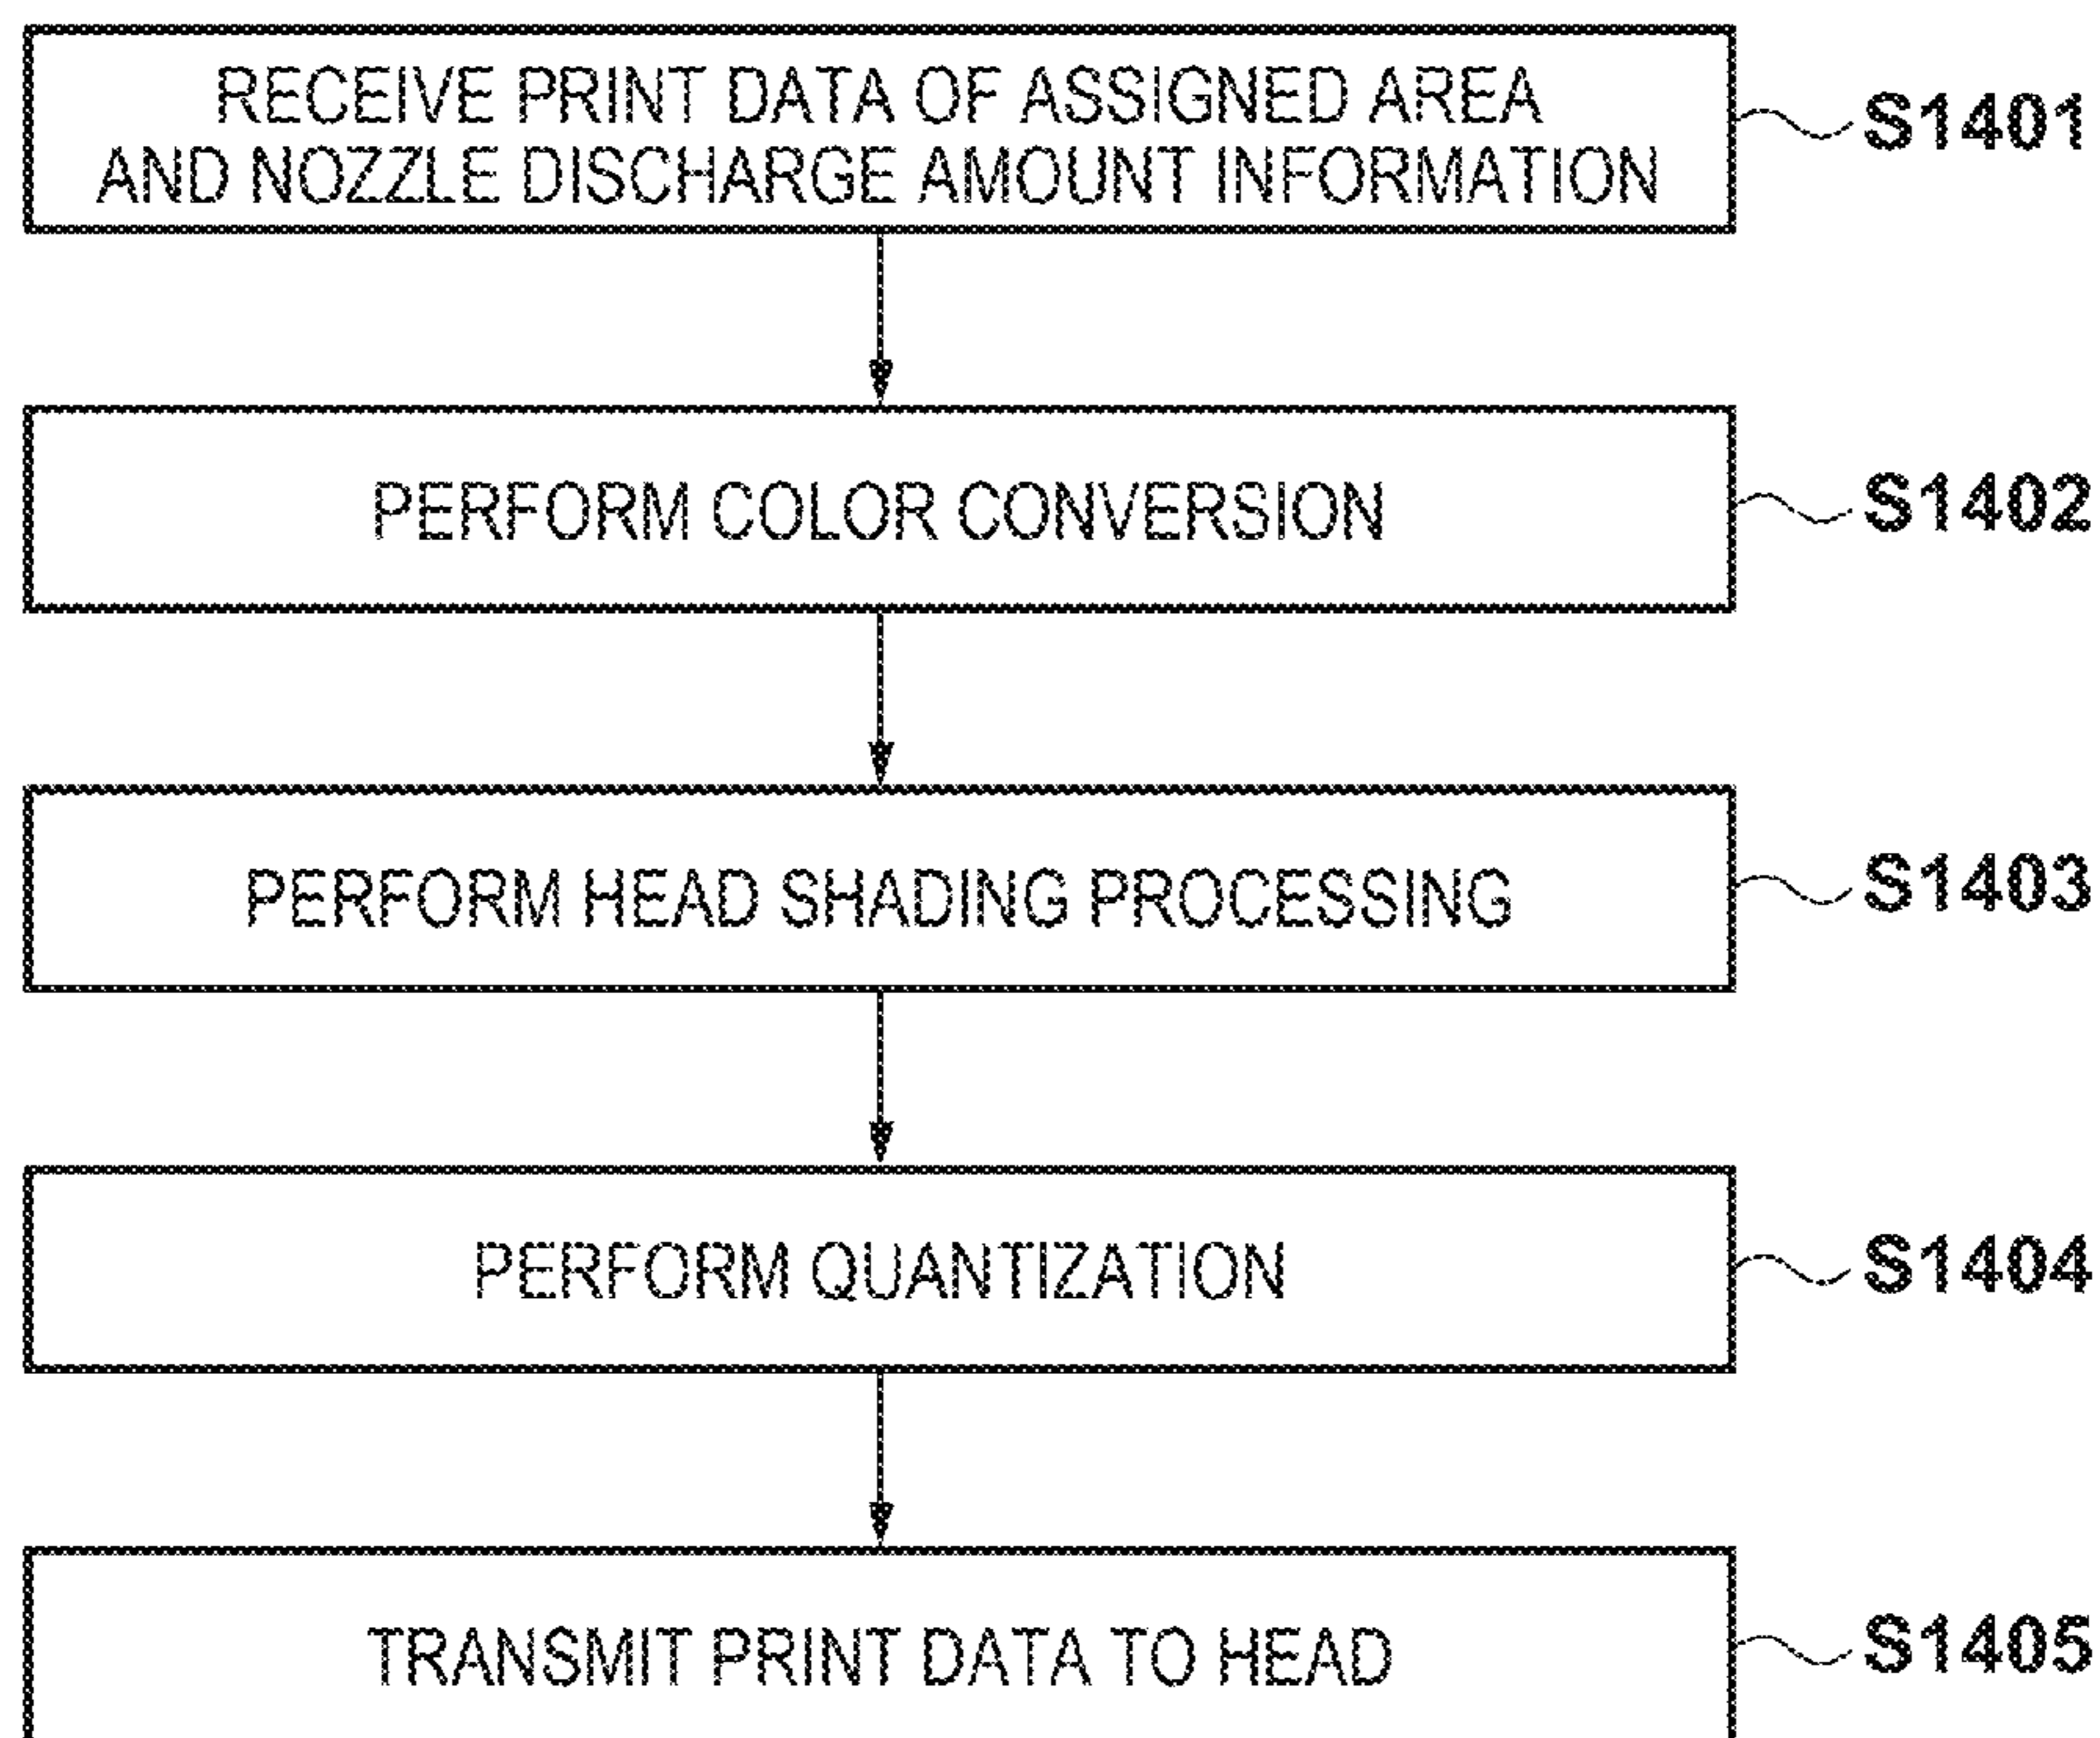 RECEIVE PRINT DATA OF ASSIGNED AREA
AND NOZZLE DISCHARGE AMOUNT INFORMATION
S1401
PERFORM COLOR CONVERSION
S1402
PERFORM HEAD SHADING PROCESSING
S1403
PERFORM QUANTIZATION
S1404
TRANSMIT PRINT DATA TO HEAD
S1405